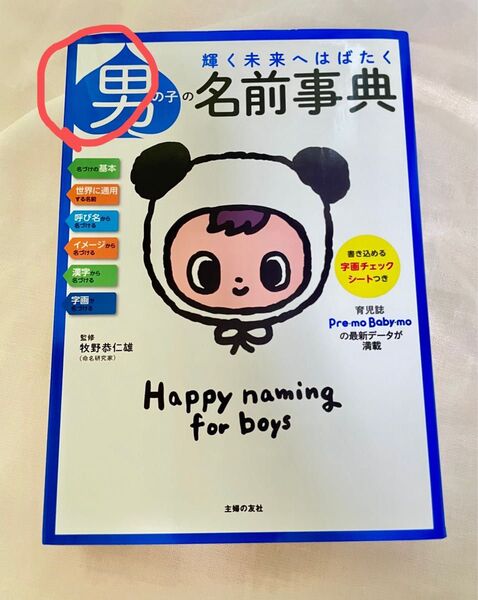 輝く未来へはばたく
男の子の名前事典
名づけの基本
世界に通用
する名前
呼び名から
名づける
イメージから
名づける
漢字から
名づける
字画から
名づける
書き込める
字画チェック
シートつき
育児誌
Pre-mo Baby-mo
の最新データが
満載
監修
牧野恭仁雄
(命名研究家)
Happy naming
for boys
主婦の友社